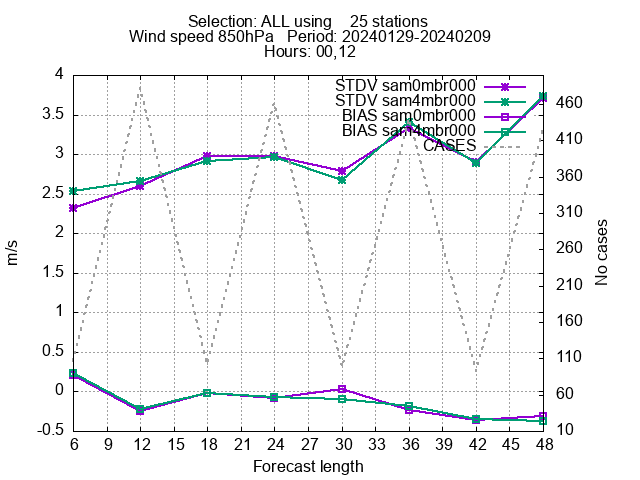 Selection: ALL using    25 stations
Wind speed 850hPa   Period: 20240129-20240209
Hours: 00,12
STDV sam0mbr000
STDV sam4mbr000
BIAS sam0mbr000
BIAS sam4mbr000
CASES
4
3.5
3
2.5
2
1.5
1
0.5
0
-0.5
m/s
460
410
360
310
260
210
160
110
60
10
No cases
6 9 12 15 18 21 24 27 30 33 36 39 42 45 48
Forecast length